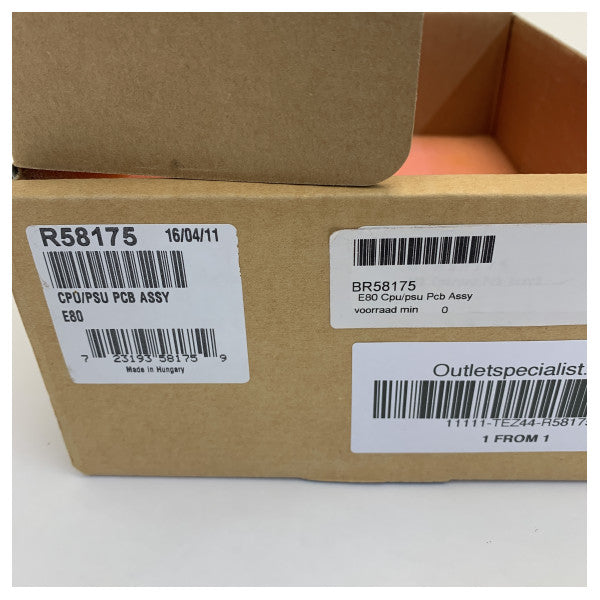 R58175 16/04/11
CPU/PSU PCB ASSY
E80
7 23193 58175 9
Made in Hungary
BR58175
E80 Cpu/psu Pcb Assy
voorraad min 0
Outletspecialist.
11111-TEZ44-R58175
1 FROM 1